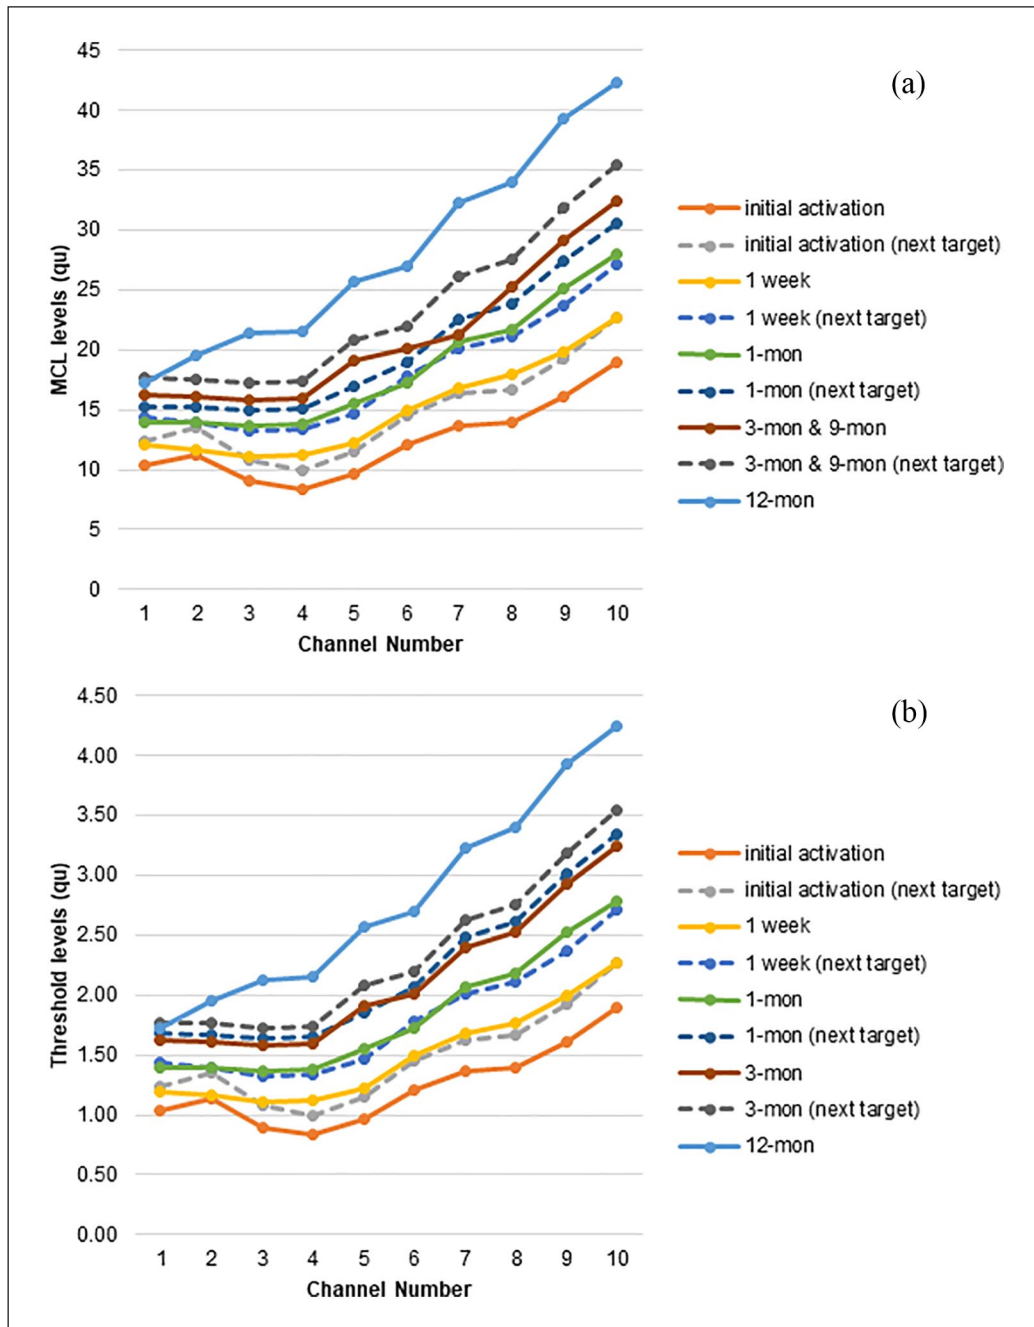 (a)
MCL levels (qu)
45
40
35
30
25
20
15
10
5
0
1 2 3 4 5 6 7 8 9 10
Channel Number
initial activation
initial activation (next target)
1 week
1 week (next target)
1-mon
1-mon (next target)
3-mon & 9-mon
3-mon & 9-mon (next target)
12-mon
(b)
Threshold levels (qu)
4.50
4.00
3.50
3.00
2.50
2.00
1.50
1.00
0.50
0.00
1 2 3 4 5 6 7 8 9 10
Channel Number
initial activation
initial activation (next target)
1 week
1 week (next target)
1-mon
1-mon (next target)
3-mon
3-mon (next target)
12-mon